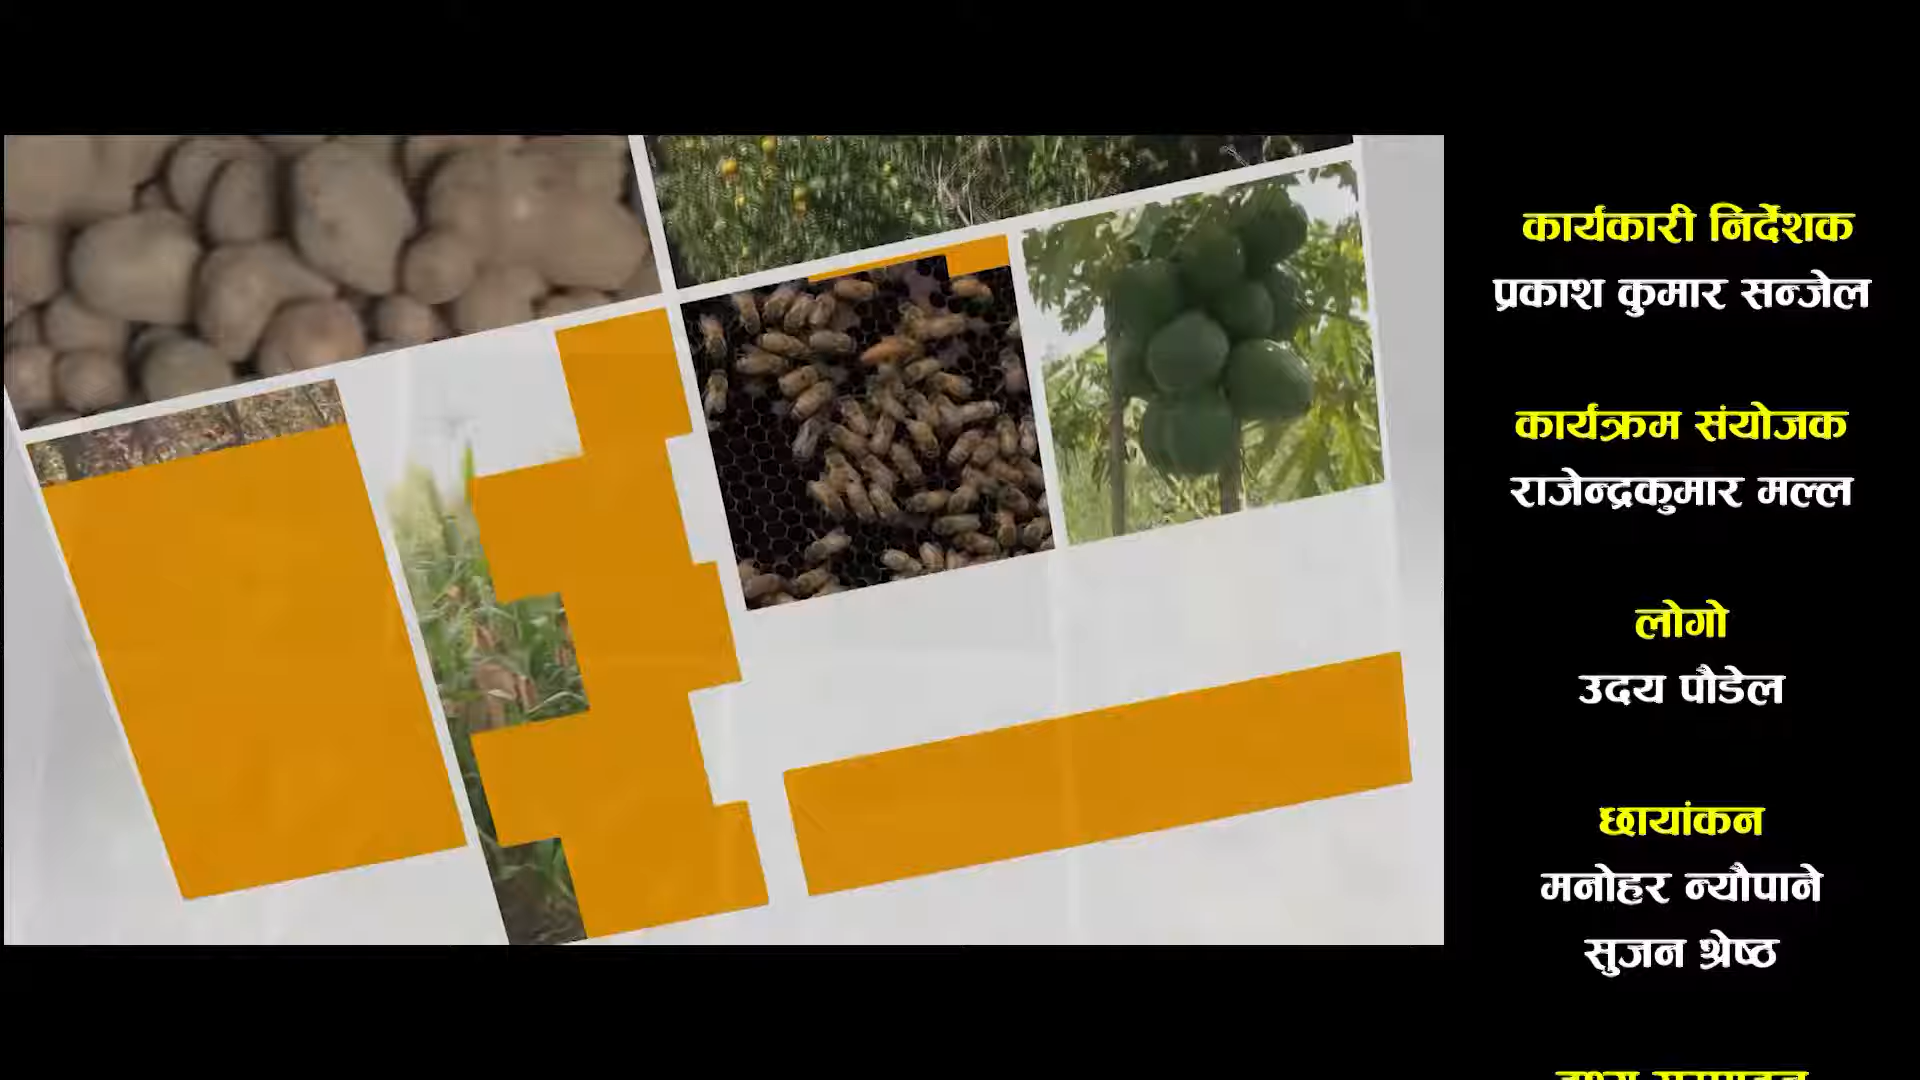 कार्यकारी निर्देशक
प्रकाश कुमार सन्जेल
कार्यक्रम संयोजक
राजेन्द्रकुमार मल्ल
लोगो
उदय पौडेल
छायांकन
मनोहर न्यौपाने
सुजन श्रेष्ठ